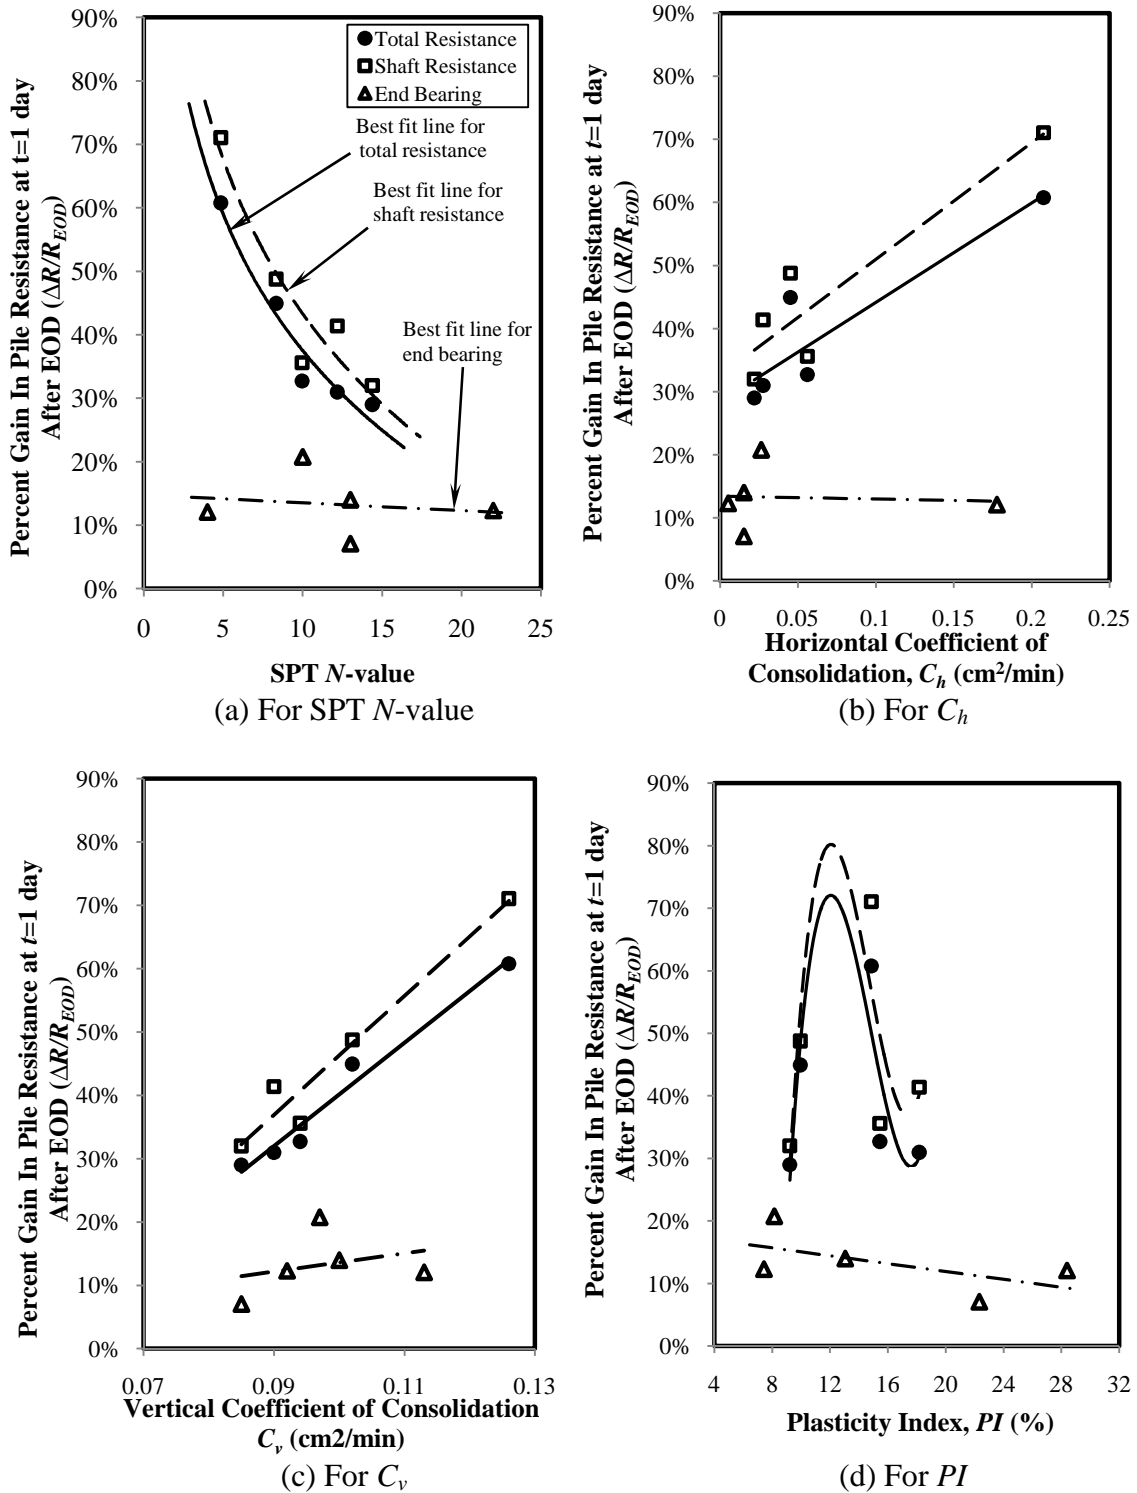 90%
80%
70%
60%
50%
40%
30%
20%
10%
0%
Percent Gain In Pile Resistance at t=1 day
After EOD (ΔR/R_EOD)
Total Resistance
Shaft Resistance
End Bearing
Best fit line for
total resistance
Best fit line for
shaft resistance
Best fit line for
end bearing
0 5 10 15 20 25
SPT N-value
(a) For SPT N-value
90%
80%
70%
60%
50%
40%
30%
20%
10%
0%
Percent Gain In Pile Resistance at t=1 day
After EOD (ΔR/R_EOD)
0 0.05 0.1 0.15 0.2 0.25
Horizontal Coefficient of
Consolidation, C_h (cm²/min)
(b) For C_h
90%
80%
70%
60%
50%
40%
30%
20%
10%
0%
Percent Gain In Pile Resistance at t=1 day
After EOD (ΔR/R_EOD)
0.07 0.09 0.11 0.13
Vertical Coefficient of Consolidation
C_v (cm2/min)
(c) For C_v
90%
80%
70%
60%
50%
40%
30%
20%
10%
0%
Percent Gain In Pile Resistance at t=1 day
After EOD (ΔR/R_EOD)
4 8 12 16 20 24 28 32
Plasticity Index, PI (%)
(d) For PI